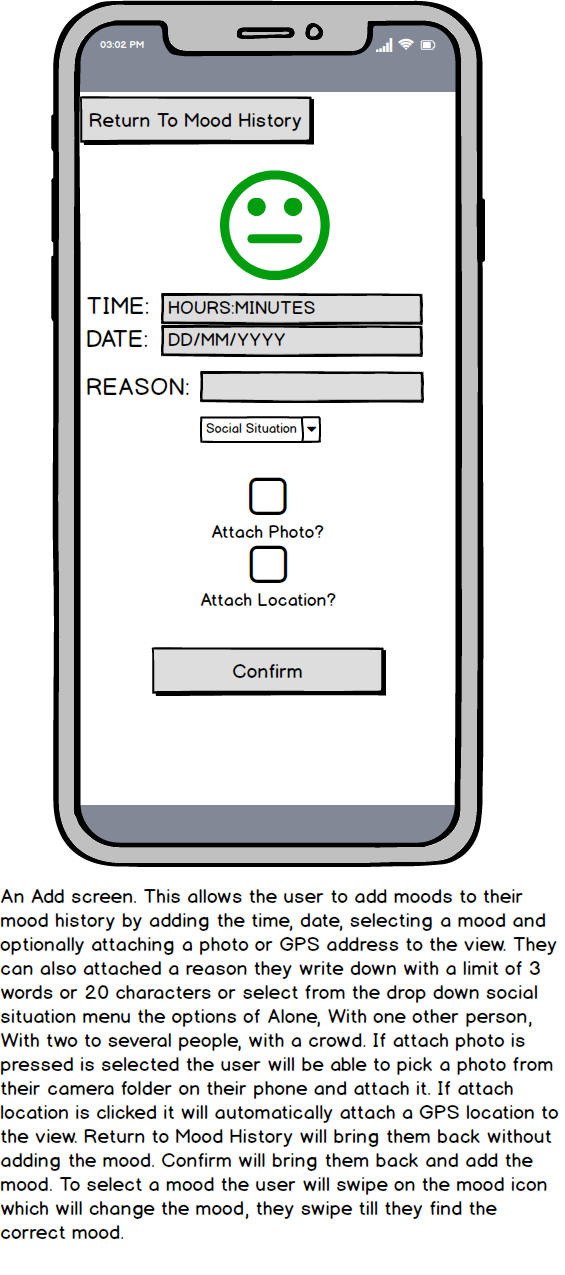 03:02 PM
Return To Mood History
TIME: HOURS:MINUTES
DATE: DD/MM/YYYY
REASON:
Social Situation
Attach Photo?
Attach Location?
Confirm
An Add screen. This allows the user to add moods to their
mood history by adding the time, date, selecting a mood and
optionally attaching a photo or GPS address to the view. They
can also attached a reason they write down with a limit of 3
words or 20 characters or select from the drop down social
situation menu the options of Alone, With one other person,
With two to several people, with a crowd. If attach photo is
pressed is selected the user will be able to pick a photo from
their camera folder on their phone and attach it. If attach
location is clicked it will automatically attach a GPS location to
the view. Return to Mood History will bring them back without
adding the mood. Confirm will bring them back and add the
mood. To select a mood the user will swipe on the mood icon
which will change the mood, they swipe till they find the
correct mood.